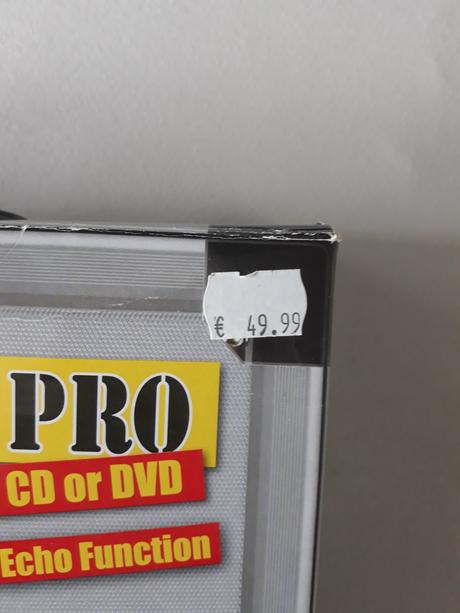 € 49.99
PRO
CD or DVD
Echo Function